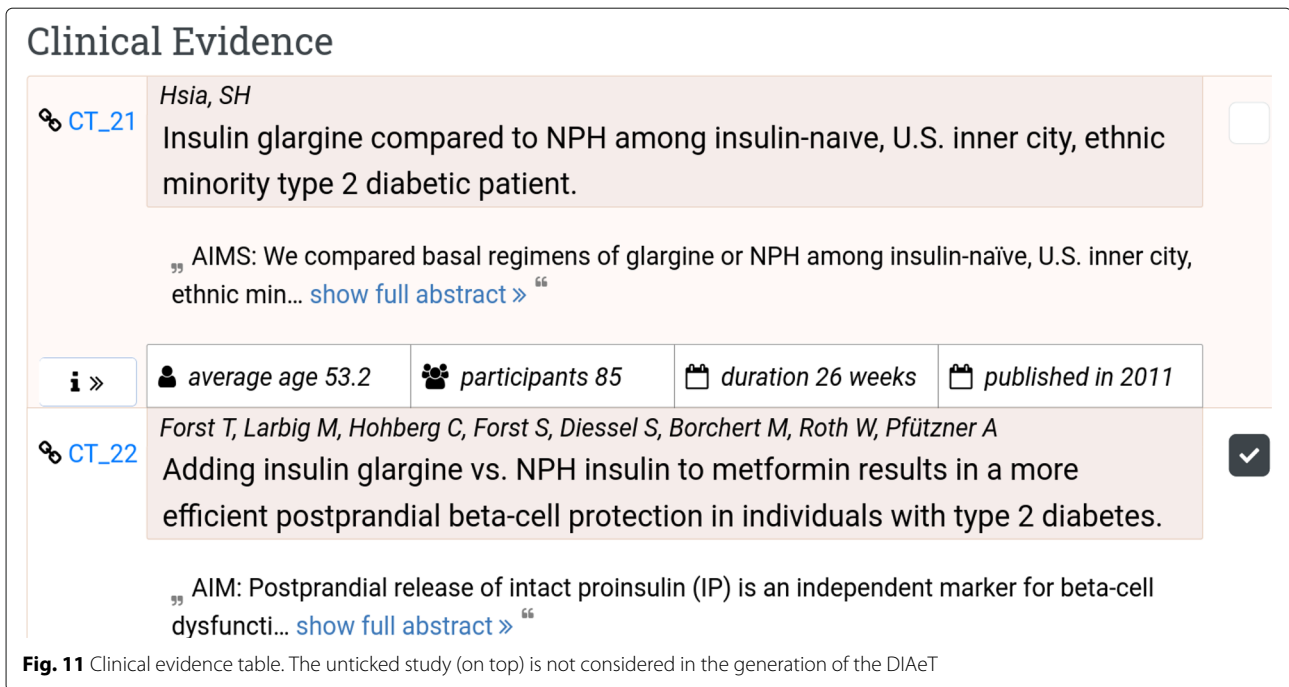 Clinical Evidence
Hsia, SH
CT_21
Insulin glargine compared to NPH among insulin-naıve, U.S. inner city, ethnic
minority type 2 diabetic patient.
„ AIMS: We compared basal regimens of glargine or NPH among insulin-naïve, U.S. inner city,
ethnic min... show full abstract » “
i » average age 53.2 participants 85 duration 26 weeks published in 2011
Forst T, Larbig M, Hohberg C, Forst S, Diessel S, Borchert M, Roth W, Pfützner A
CT_22
Adding insulin glargine vs. NPH insulin to metformin results in a more
efficient postprandial beta-cell protection in individuals with type 2 diabetes.
„ AIM: Postprandial release of intact proinsulin (IP) is an independent marker for beta-cell
dysfuncti... show full abstract » “
Fig. 11 Clinical evidence table. The unticked study (on top) is not considered in the generation of the DIAeT